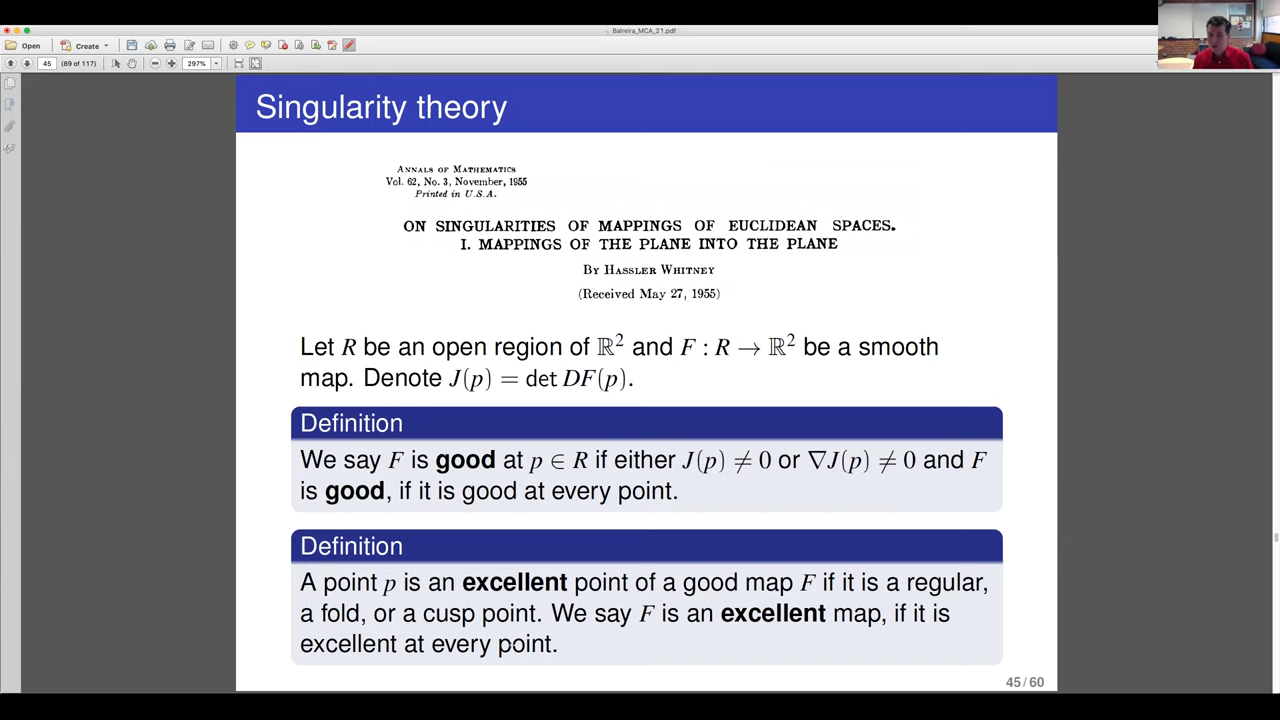 Balreira_MCA_21.pdf
Open Create
45 (89 of 117) 297%
Singularity theory
ANNALS OF MATHEMATICS
Vol. 62, No. 3, November, 1955
Printed in U.S.A.
ON SINGULARITIES OF MAPPINGS OF EUCLIDEAN SPACES.
I. MAPPINGS OF THE PLANE INTO THE PLANE
BY HASSLER WHITNEY
(Received May 27, 1955)
Let R be an open region of ℝ² and F : R → ℝ² be a smooth
map. Denote J(p) = det DF(p).
Definition
We say F is good at p ∈ R if either J(p) ≠ 0 or ∇J(p) ≠ 0 and F
is good, if it is good at every point.
Definition
A point p is an excellent point of a good map F if it is a regular,
a fold, or a cusp point. We say F is an excellent map, if it is
excellent at every point.
45 / 60